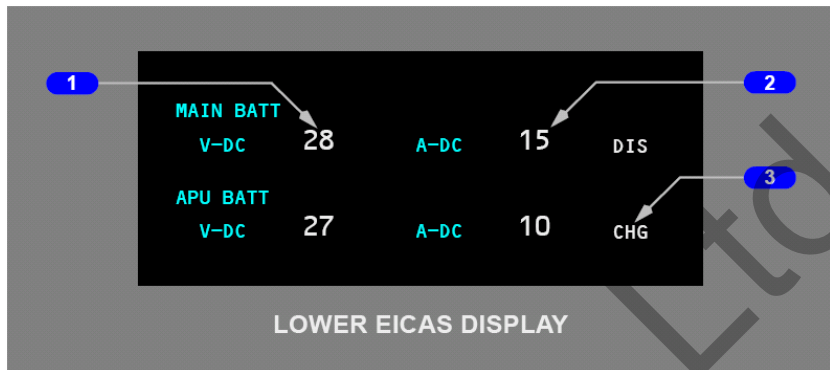 1
2
MAIN BATT
V-DC 28 A-DC 15 DIS
3
APU BATT
V-DC 27 A-DC 10 CHG
LOWER EICAS DISPLAY
Ltd